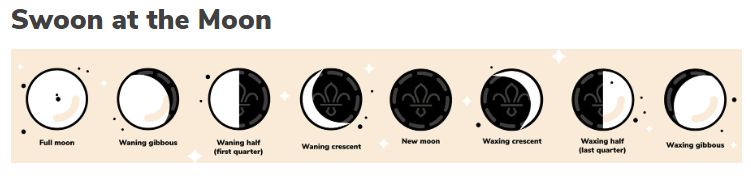 Swoon at the Moon
Full moon
Waning gibbous
Waning half
(first quarter)
Waning crescent
New moon
Waxing crescent
Waxing half
(last quarter)
Waxing gibbous